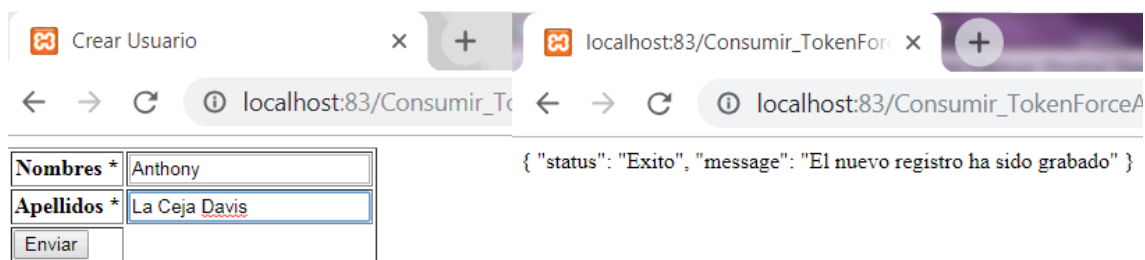 Crear Usuario
localhost:83/Consumir_To
Nombres * Anthony
Apellidos * La Ceja Davis
Enviar
localhost:83/Consumir_TokenFor
localhost:83/Consumir_TokenForceA
{ "status": "Exito", "message": "El nuevo registro ha sido grabado" }